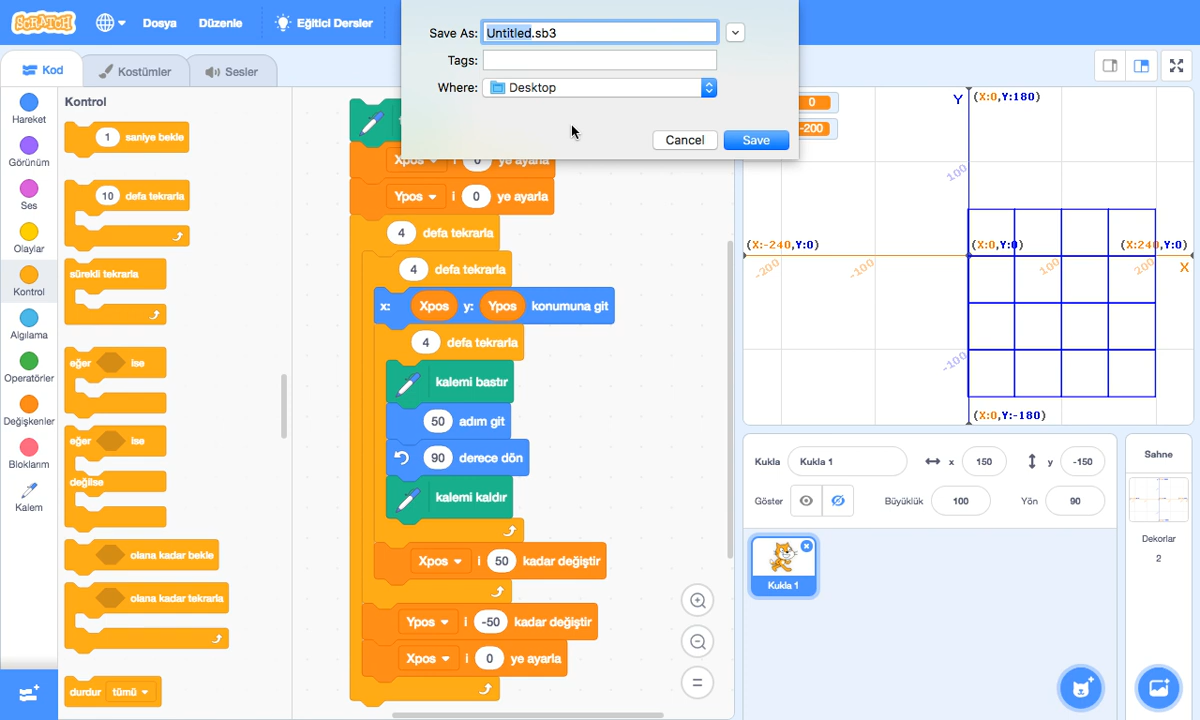 SCRATCH
Dosya
Düzenle
Eğitici Dersler
Save As: Untitled.sb3
Tags:
Where: Desktop
Cancel
Save
Kod
Kostümler
Sesler
Hareket
Görünüm
Ses
Olaylar
Kontrol
Algılama
Operatörler
Değişkenler
Bloklarım
Kalem
Kontrol
1 saniye bekle
10 defa tekrarla
sürekli tekrarla
eğer ise
eğer ise
değilse
olana kadar bekle
olana kadar tekrarla
durdur tümü
Xpos i 0 ye ayarla
Ypos i 0 ye ayarla
4 defa tekrarla
4 defa tekrarla
x: Xpos y: Ypos konumuna git
4 defa tekrarla
kalemi bastır
50 adım git
90 derece dön
kalemi kaldır
Xpos i 50 kadar değiştir
Ypos i -50 kadar değiştir
Xpos i 0 ye ayarla
0
-200
Y (X:0,Y:180)
100
(X:-240,Y:0)
(X:0,Y:0)
(X:240,Y:0)
-200
-100
100
200
X
-100
(X:0,Y:-180)
Kukla Kukla 1 x 150 y -150
Göster Büyüklük 100 Yön 90
Kukla 1
Sahne
Dekorlar
2